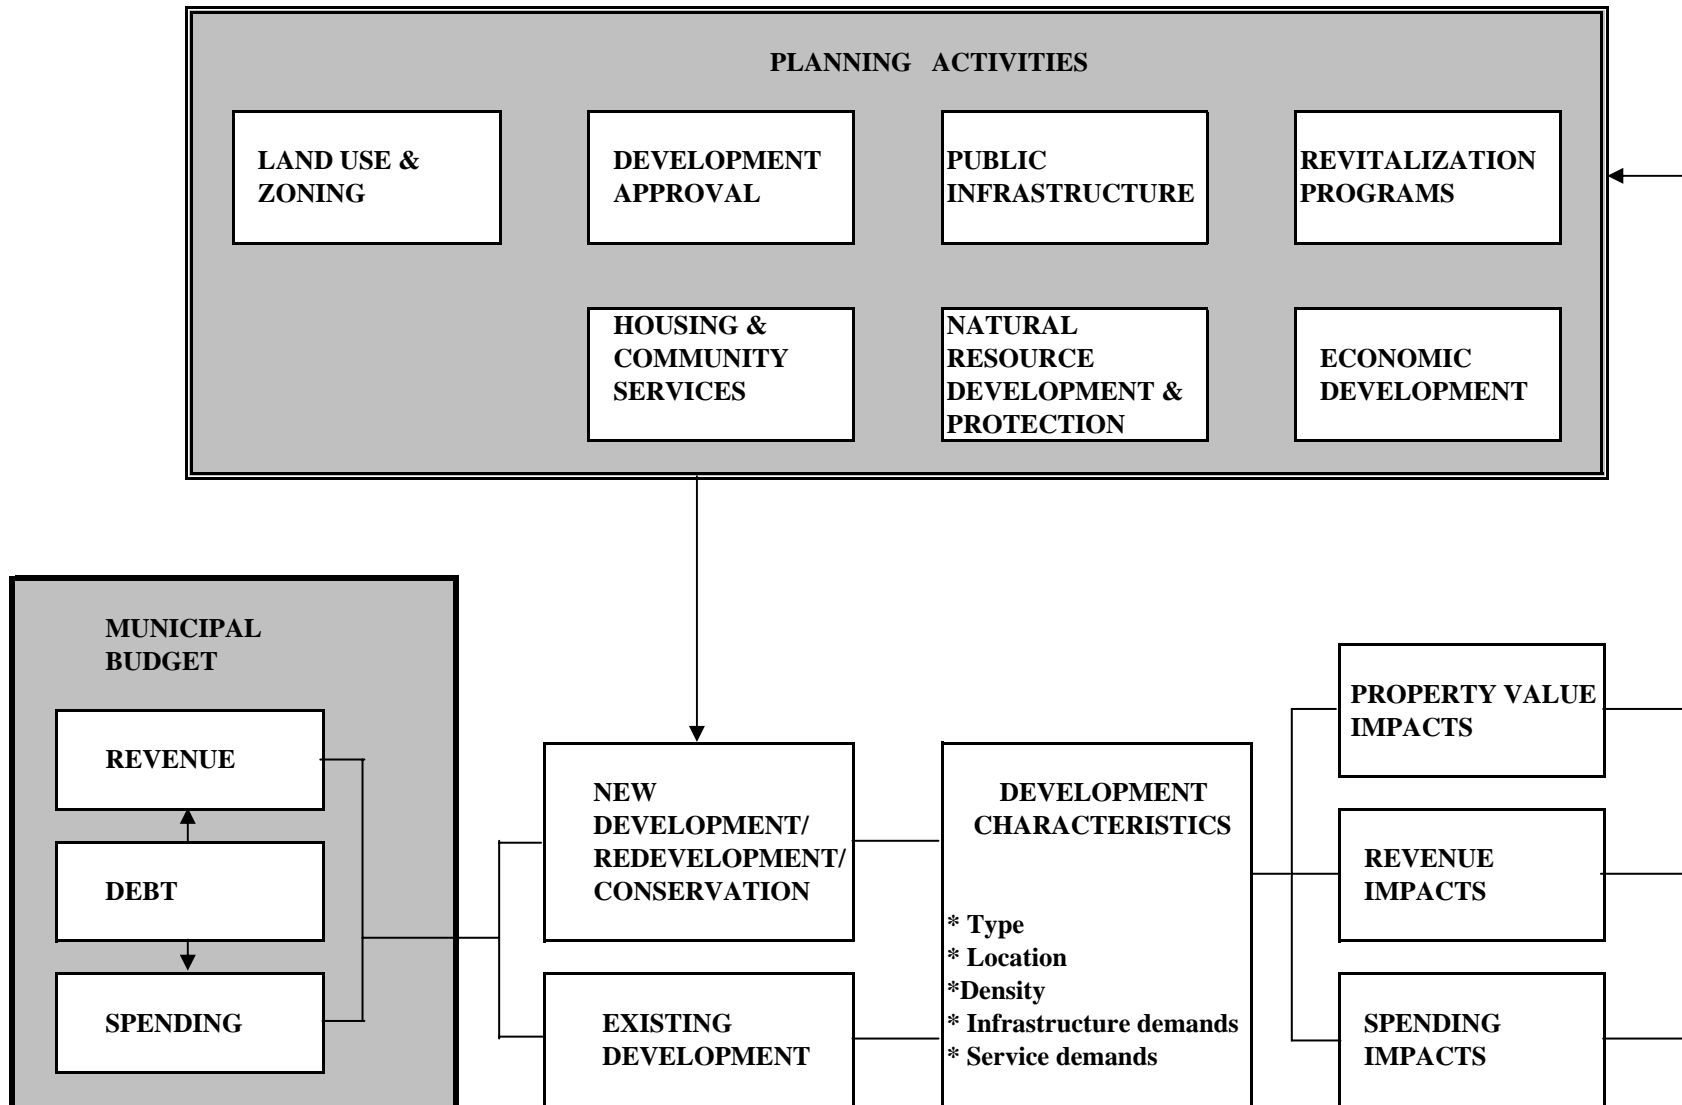 PLANNING ACTIVITIES
LAND USE &
ZONING
DEVELOPMENT
APPROVAL
PUBLIC
INFRASTRUCTURE
REVITALIZATION
PROGRAMS
HOUSING &
COMMUNITY
SERVICES
NATURAL
RESOURCE
DEVELOPMENT &
PROTECTION
ECONOMIC
DEVELOPMENT
MUNICIPAL
BUDGET
REVENUE
DEBT
SPENDING
NEW
DEVELOPMENT/
REDEVELOPMENT/
CONSERVATION
EXISTING
DEVELOPMENT
DEVELOPMENT
CHARACTERISTICS
* Type
* Location
*Density
* Infrastructure demands
* Service demands
PROPERTY VALUE
IMPACTS
REVENUE
IMPACTS
SPENDING
IMPACTS